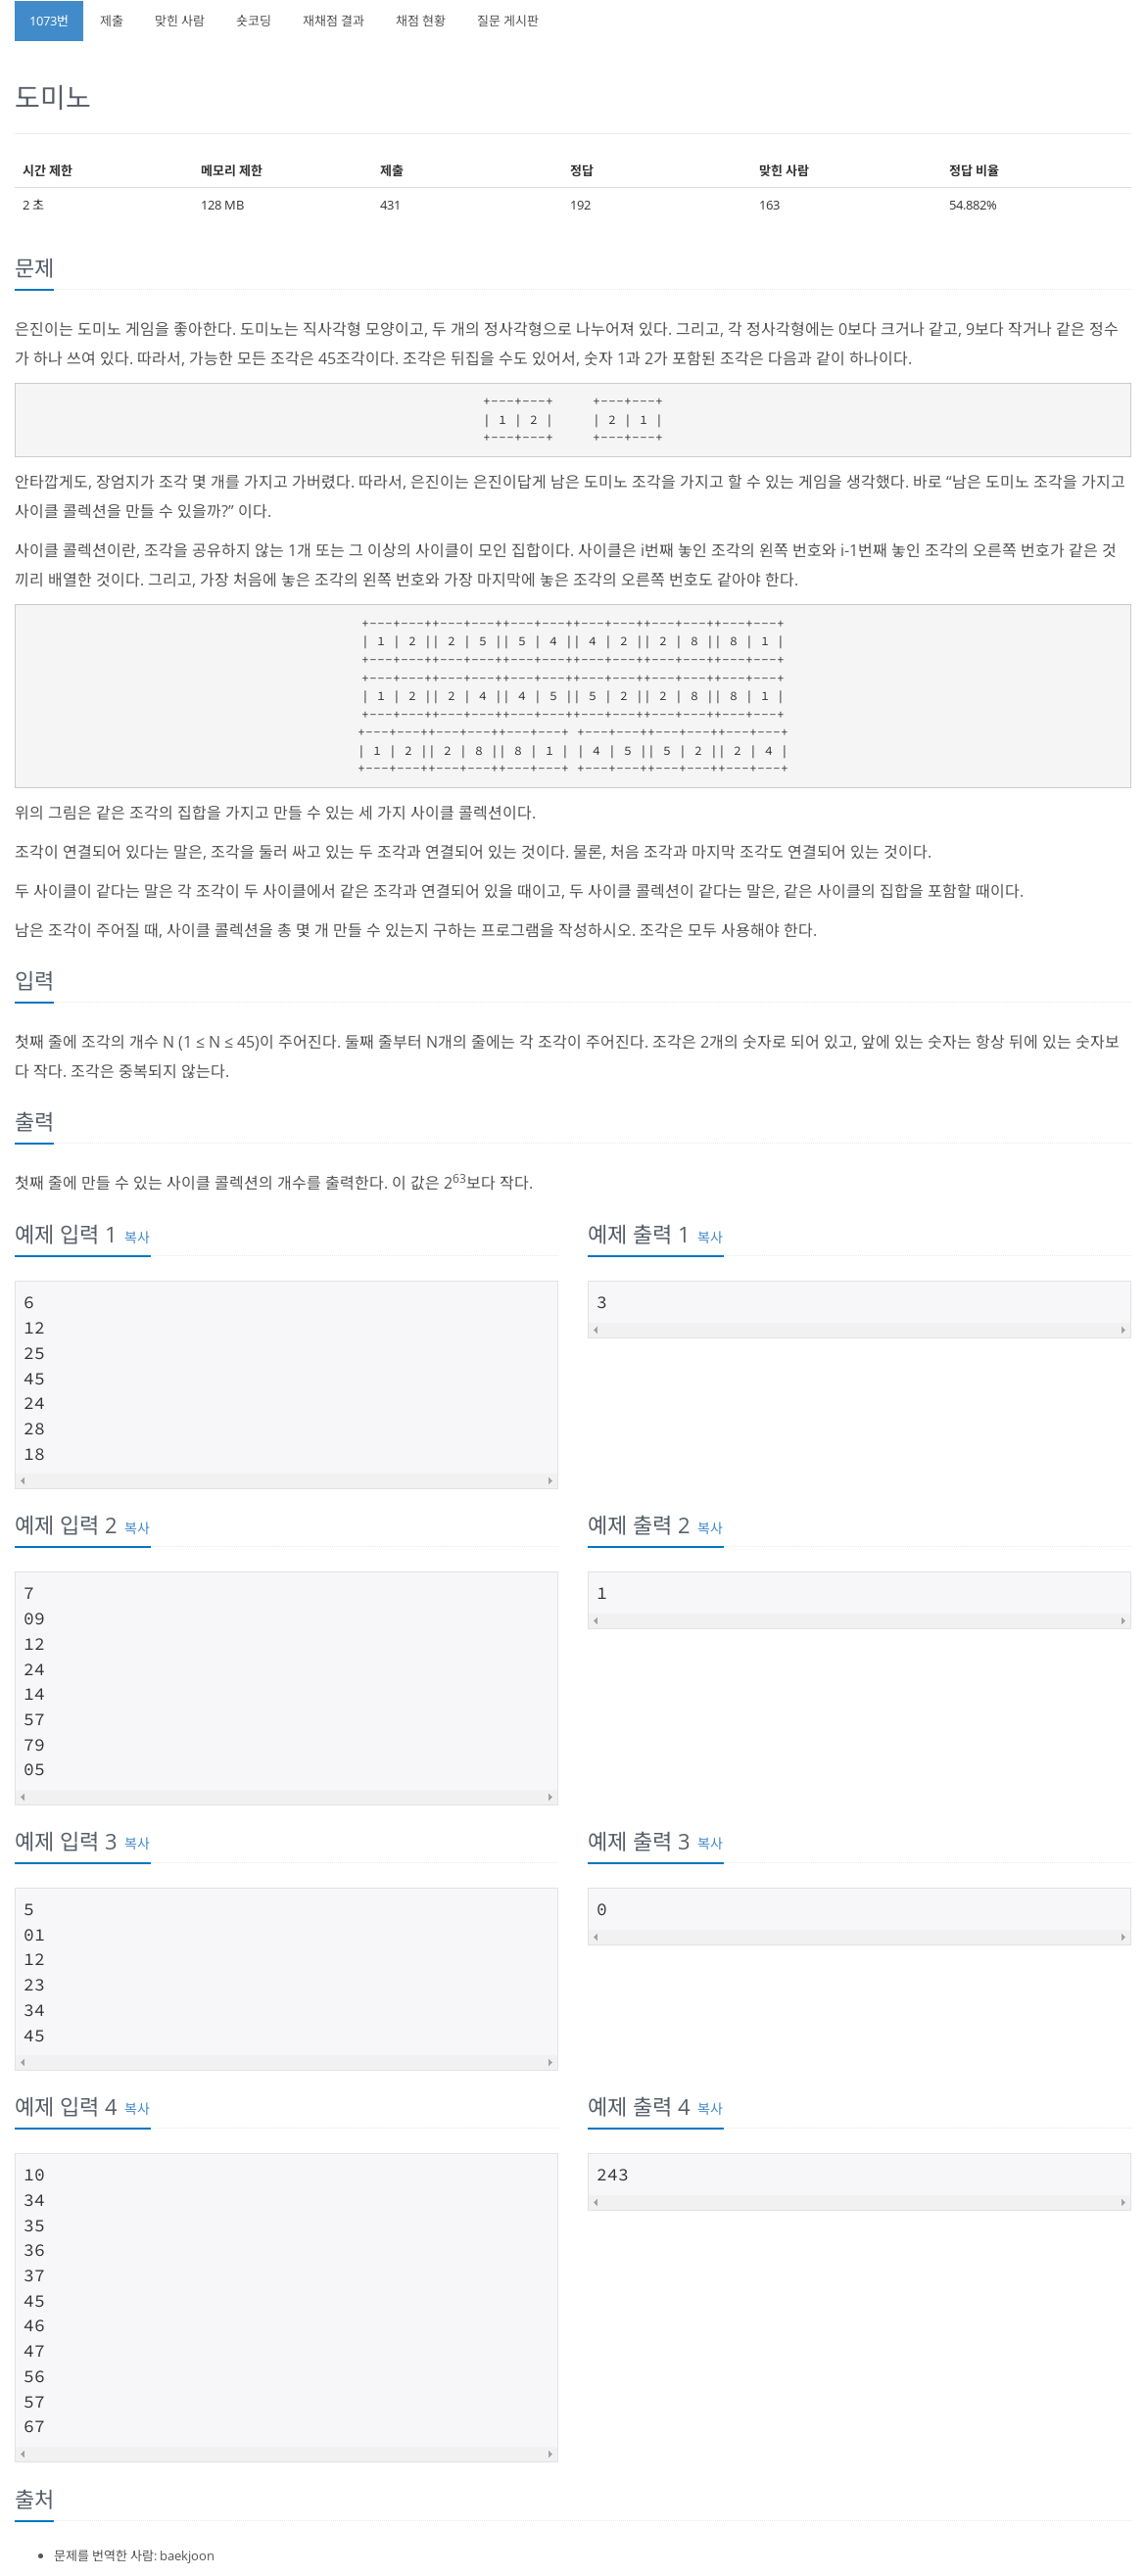 1073번 제출 맞힌 사람 숏코딩 재채점 결과 채점 현황 질문 게시판
도미노
시간 제한 메모리 제한 제출 정답 맞힌 사람 정답 비율
2 초 128 MB 431 192 163 54.882%
문제
은진이는 도미노 게임을 좋아한다. 도미노는 직사각형 모양이고, 두 개의 정사각형으로 나누어져 있다. 그리고, 각 정사각형에는 0보다 크거나 같고, 9보다 작거나 같은 정수
가 하나 쓰여 있다. 따라서, 가능한 모든 조각은 45조각이다. 조각은 뒤집을 수도 있어서, 숫자 1과 2가 포함된 조각은 다음과 같이 하나이다.
+---+---+     +---+---+
| 1 | 2 |     | 2 | 1 |
+---+---+     +---+---+
안타깝게도, 장엄지가 조각 몇 개를 가지고 가버렸다. 따라서, 은진이는 은진이답게 남은 도미노 조각을 가지고 할 수 있는 게임을 생각했다. 바로 “남은 도미노 조각을 가지고
사이클 콜렉션을 만들 수 있을까?” 이다.
사이클 콜렉션이란, 조각을 공유하지 않는 1개 또는 그 이상의 사이클이 모인 집합이다. 사이클은 i번째 놓인 조각의 왼쪽 번호와 i-1번째 놓인 조각의 오른쪽 번호가 같은 것
끼리 배열한 것이다. 그리고, 가장 처음에 놓은 조각의 왼쪽 번호와 가장 마지막에 놓은 조각의 오른쪽 번호도 같아야 한다.
+---+---++---+---++---+---++---+---++---+---++---+---+
| 1 | 2 || 2 | 5 || 5 | 4 || 4 | 2 || 2 | 8 || 8 | 1 |
+---+---++---+---++---+---++---+---++---+---++---+---+
+---+---++---+---++---+---++---+---++---+---++---+---+
| 1 | 2 || 2 | 4 || 4 | 5 || 5 | 2 || 2 | 8 || 8 | 1 |
+---+---++---+---++---+---++---+---++---+---++---+---+
+---+---++---+---++---+---+ +---+---++---+---++---+---+
| 1 | 2 || 2 | 8 || 8 | 1 | | 4 | 5 || 5 | 2 || 2 | 4 |
+---+---++---+---++---+---+ +---+---++---+---++---+---+
위의 그림은 같은 조각의 집합을 가지고 만들 수 있는 세 가지 사이클 콜렉션이다.
조각이 연결되어 있다는 말은, 조각을 둘러 싸고 있는 두 조각과 연결되어 있는 것이다. 물론, 처음 조각과 마지막 조각도 연결되어 있는 것이다.
두 사이클이 같다는 말은 각 조각이 두 사이클에서 같은 조각과 연결되어 있을 때이고, 두 사이클 콜렉션이 같다는 말은, 같은 사이클의 집합을 포함할 때이다.
남은 조각이 주어질 때, 사이클 콜렉션을 총 몇 개 만들 수 있는지 구하는 프로그램을 작성하시오. 조각은 모두 사용해야 한다.
입력
첫째 줄에 조각의 개수 N (1 ≤ N ≤ 45)이 주어진다. 둘째 줄부터 N개의 줄에는 각 조각이 주어진다. 조각은 2개의 숫자로 되어 있고, 앞에 있는 숫자는 항상 뒤에 있는 숫자보
다 작다. 조각은 중복되지 않는다.
출력
첫째 줄에 만들 수 있는 사이클 콜렉션의 개수를 출력한다. 이 값은 2^63보다 작다.
예제 입력 1 복사
6
12
25
45
24
28
18
예제 출력 1 복사
3
예제 입력 2 복사
7
09
12
24
14
57
79
05
예제 출력 2 복사
1
예제 입력 3 복사
5
01
12
23
34
45
예제 출력 3 복사
0
예제 입력 4 복사
10
34
35
36
37
45
46
47
56
57
67
예제 출력 4 복사
243
출처
문제를 번역한 사람: baekjoon